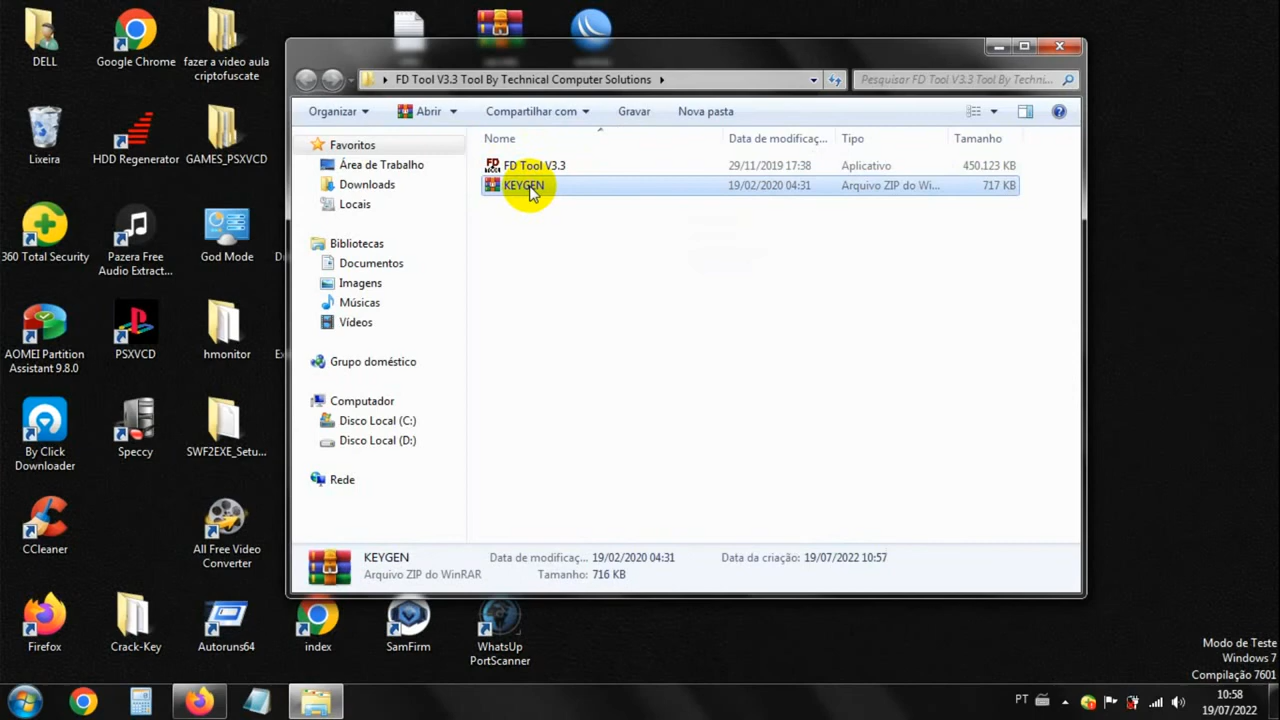 DELL
Google Chrome
fazer a video aula
criptofuscate
Lixeira
HDD Regenerator
GAMES_PSXVCD
360 Total Security
Pazera Free
Audio Extract...
God Mode
AOMEI Partition
Assistant 9.8.0
PSXVCD
hmonitor
By Click
Downloader
Speccy
SWF2EXE_Setu...
CCleaner
All Free Video
Converter
Firefox
Crack-Key
Autoruns64
index
SamFirm
WhatsUp
PortScanner
FD Tool V3.3 Tool By Technical Computer Solutions
Pesquisar FD Tool V3.3 Tool By Techni...
Organizar
Abrir
Compartilhar com
Gravar
Nova pasta
Favoritos
Área de Trabalho
Downloads
Locais
Bibliotecas
Documentos
Imagens
Músicas
Vídeos
Grupo doméstico
Computador
Disco Local (C:)
Disco Local (D:)
Rede
Nome Data de modificaç... Tipo Tamanho
FD Tool V3.3 29/11/2019 17:38 Aplicativo 450.123 KB
KEYGEN 19/02/2020 04:31 Arquivo ZIP do Wi... 717 KB
KEYGEN Data de modificaç... 19/02/2020 04:31 Data da criação: 19/07/2022 10:57
Arquivo ZIP do WinRAR Tamanho: 716 KB
Modo de Teste
Windows 7
Compilação 7601
PT
10:58
19/07/2022